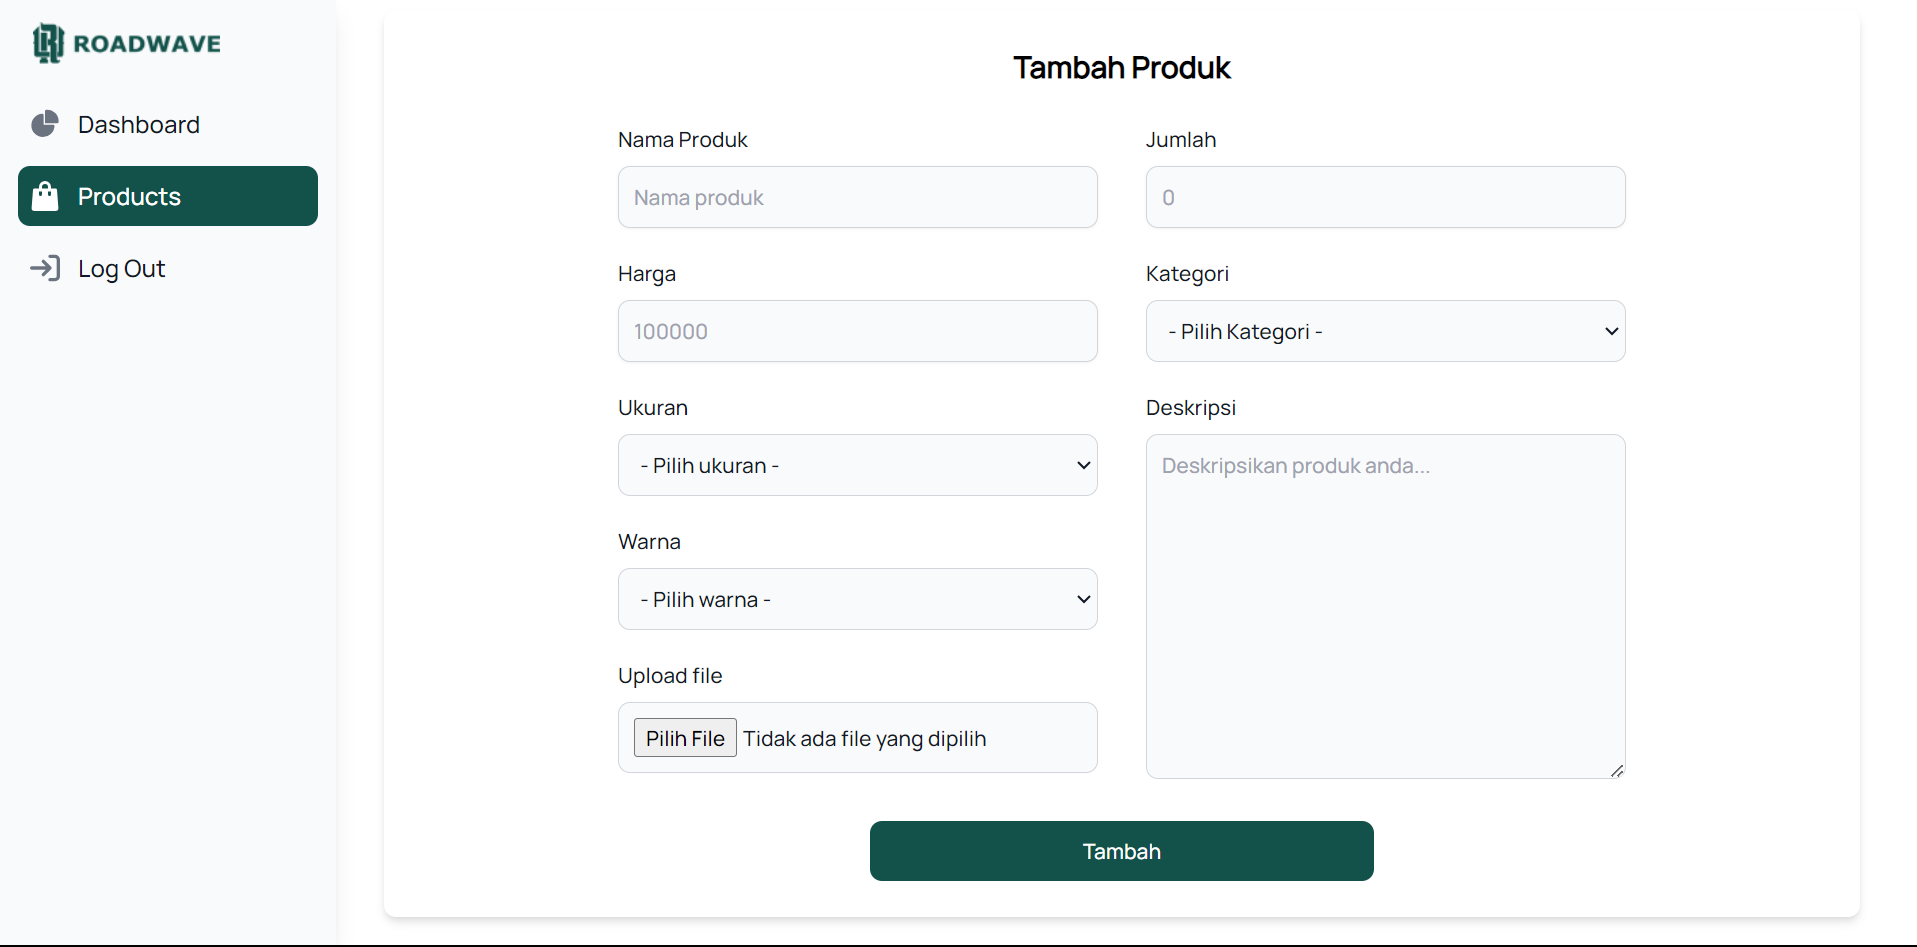 ROADWAVE
Dashboard
Products
Log Out
Tambah Produk
Nama Produk
Nama produk
Jumlah
0
Harga
100000
Kategori
- Pilih Kategori -
Ukuran
- Pilih ukuran -
Deskripsi
Deskripsikan produk anda...
Warna
- Pilih warna -
Upload file
Pilih File Tidak ada file yang dipilih
Tambah